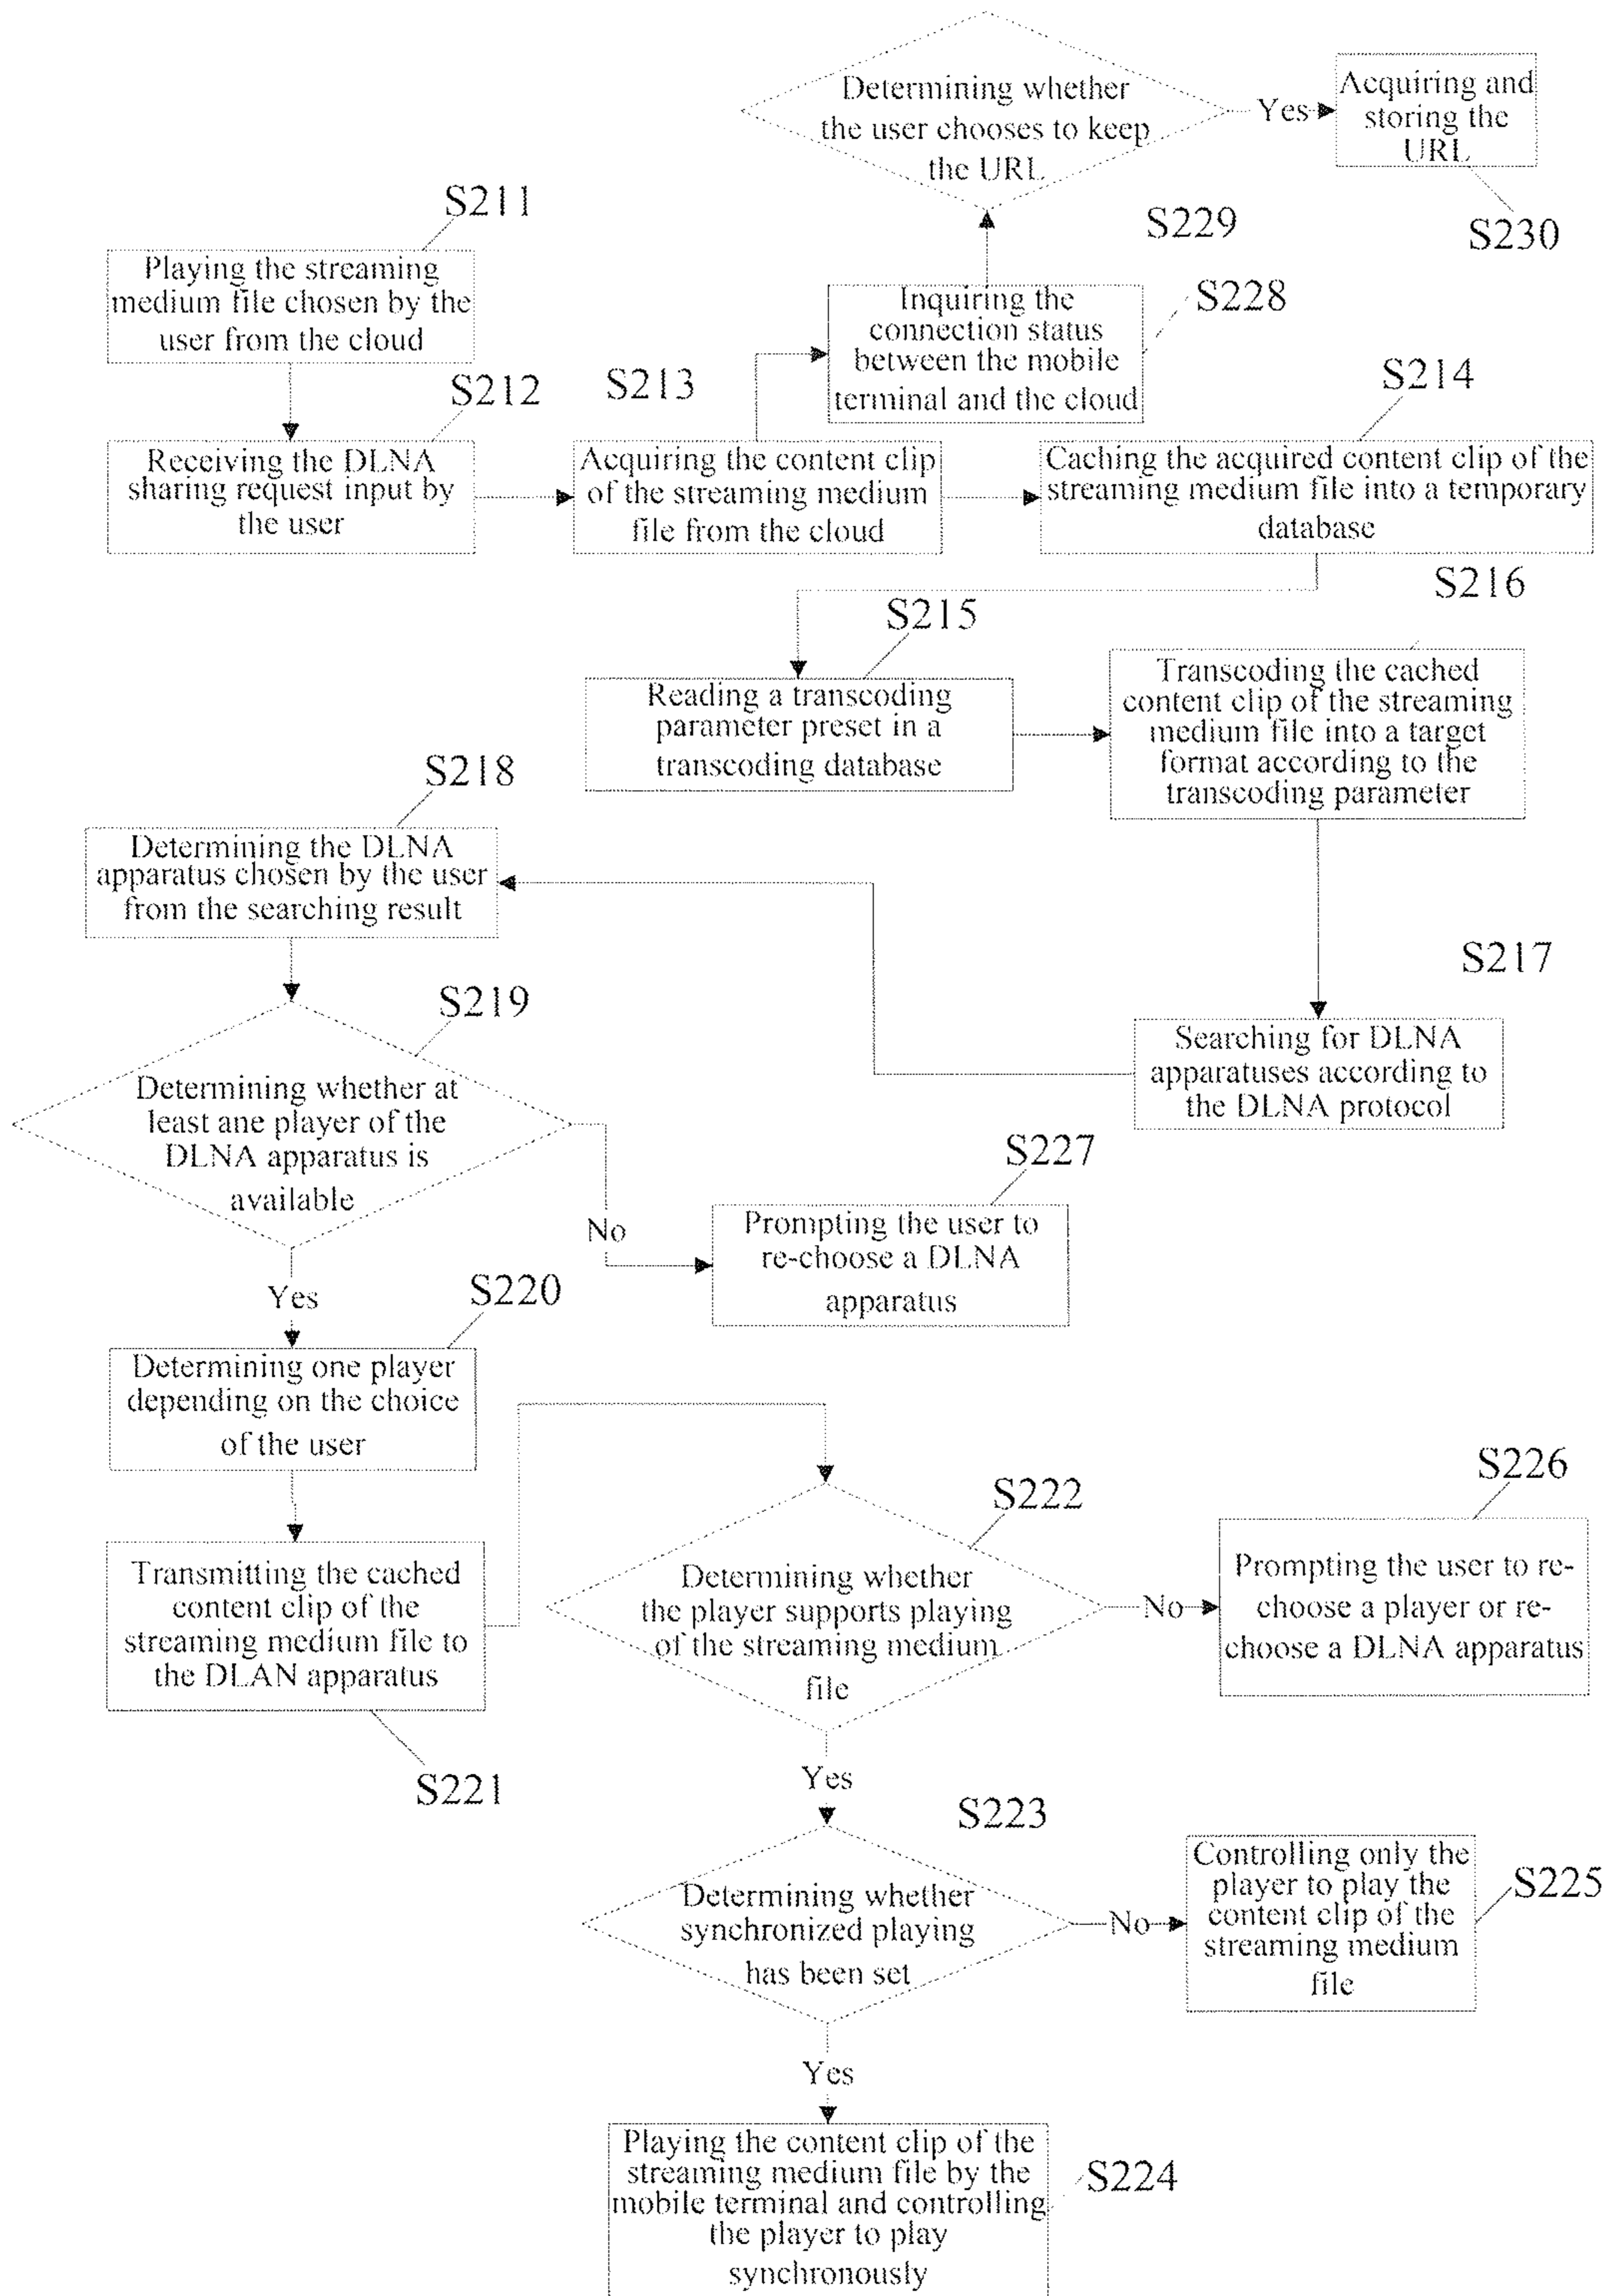 Determining whether
the user chooses to keep
the URL
Yes
Acquiring and
storing the
URL
S230
S229
S211
Playing the streaming
medium file chosen by the
user from the cloud
Inquiring the
connection status
between the mobile
terminal and the cloud
S228
S212
Receiving the DLNA
sharing request input by
the user
S213
Acquiring the content clip
of the streaming medium
file from the cloud
S214
Caching the acquired content clip of the
streaming medium file into a temporary
database
S215
Reading a transcoding
parameter preset in a
transcoding database
S216
Transcoding the cached
content clip of the streaming
medium file into a target
format according to the
transcoding parameter
S217
Searching for DLNA
apparatuses according to
the DLNA protocol
S218
Determining the DLNA
apparatus chosen by the user
from the searching result
S219
Determining whether at
least ane player of the
DLNA apparatus is
available
No
S227
Prompting the user to
re-choose a DLNA
apparatus
Yes
S220
Determining one player
depending on the choice
of the user
Transmitting the cached
content clip of the
streaming medium file to
the DLAN apparatus
S221
S222
Determining whether
the player supports playing
of the streaming medium
file
No
S226
Prompting the user to re-
choose a player or re-
choose a DLNA apparatus
Yes
S223
Determining whether
synchronized playing
has been set
No
Controlling only the
player to play the
content clip of the
streaming medium
file
S225
Yes
Playing the content clip of the
streaming medium file by the
mobile terminal and controlling
the player to play
synchronously
S224